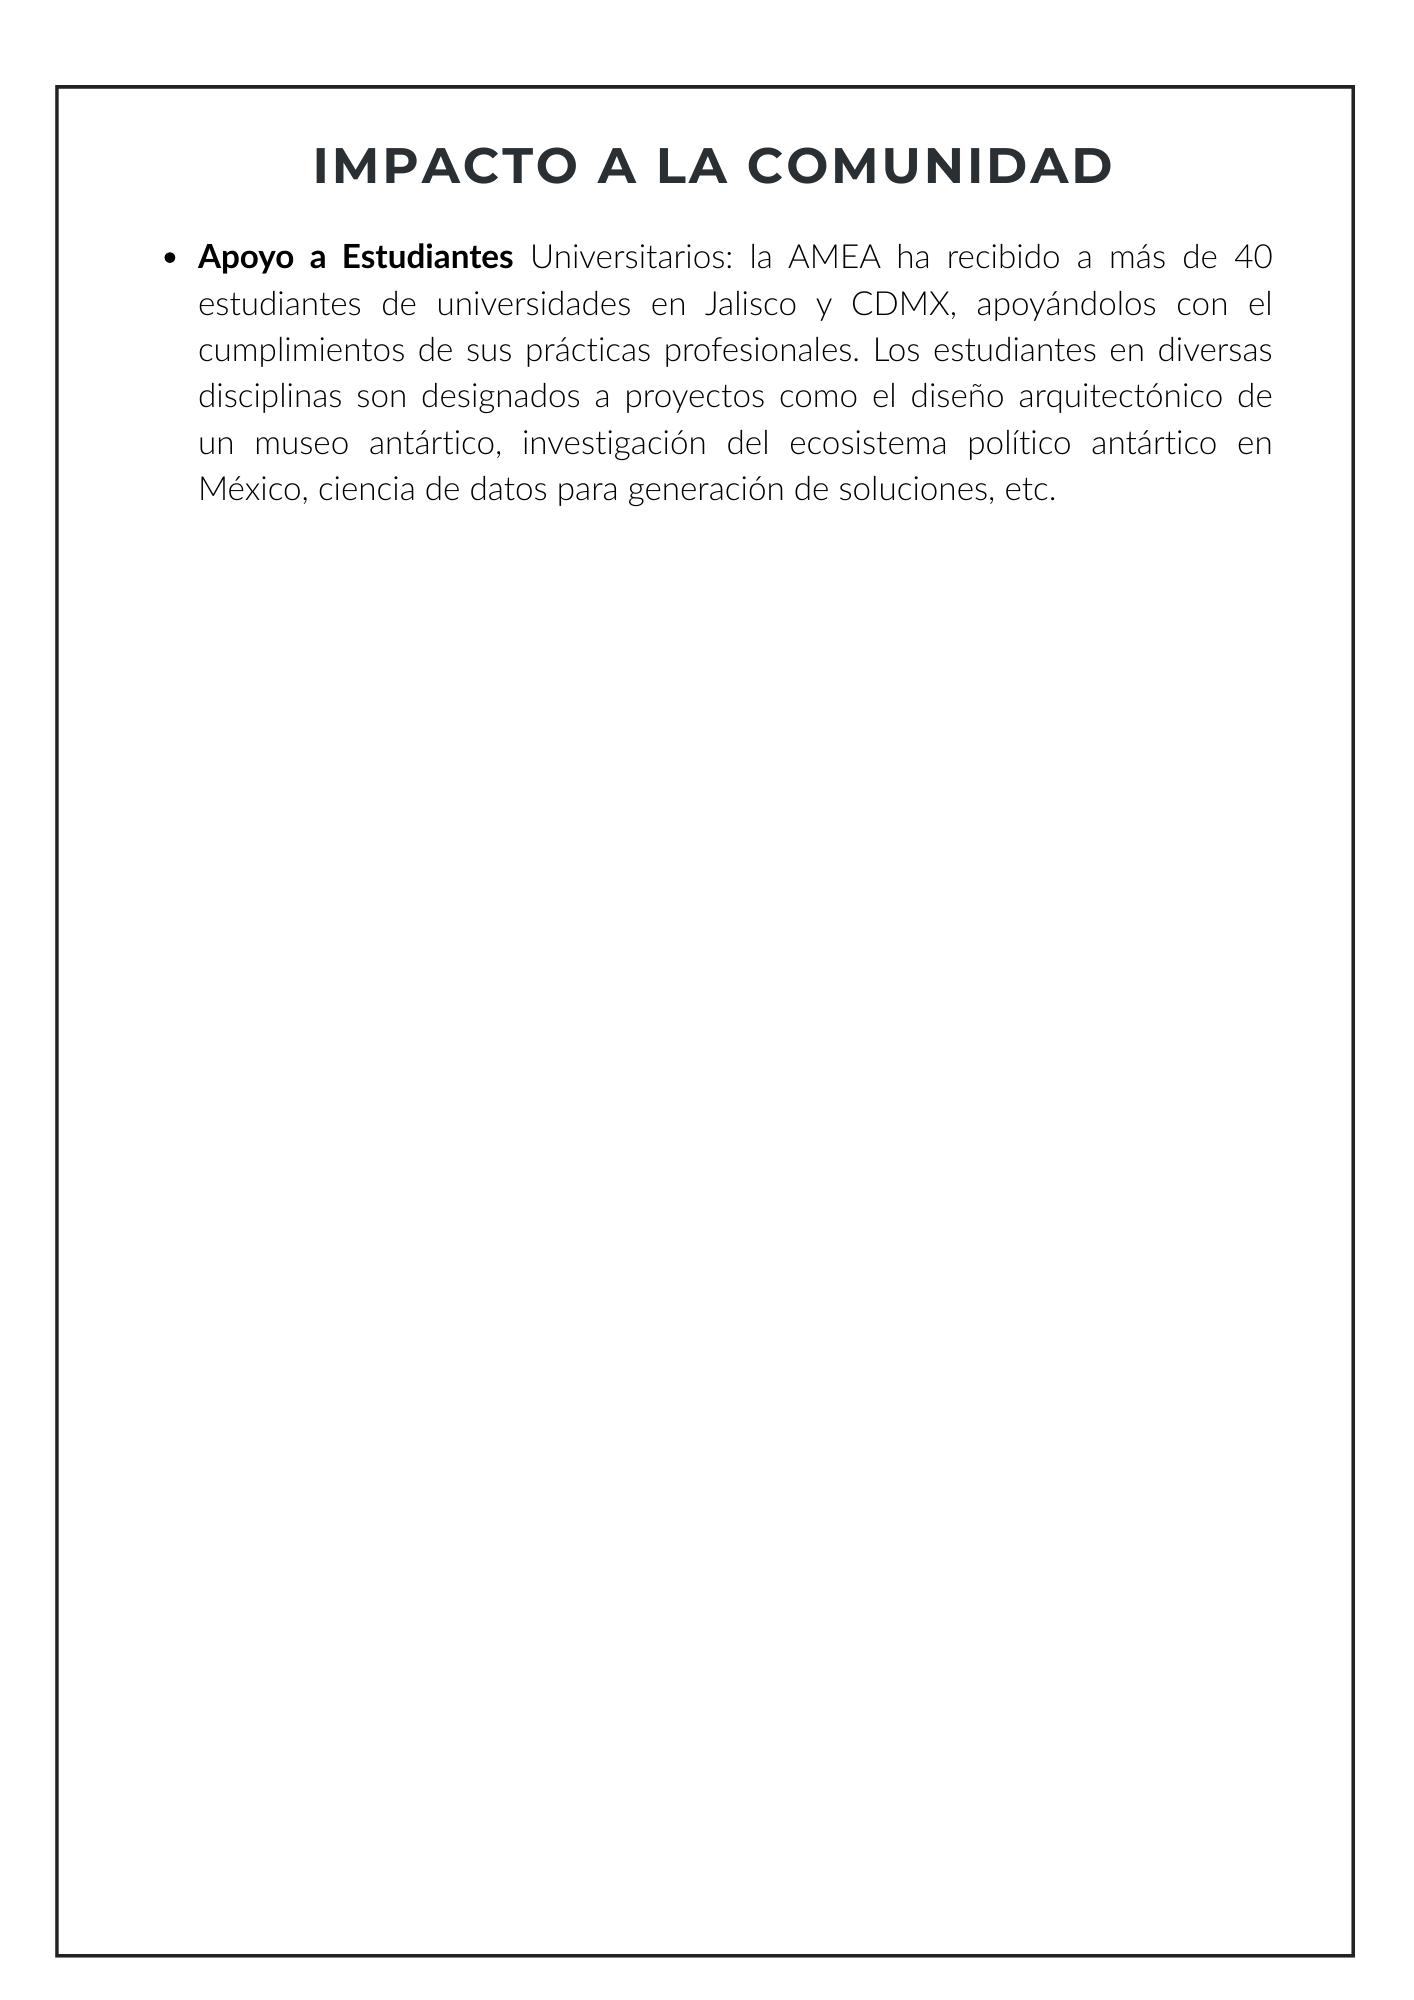 IMPACTO A LA COMUNIDAD
• Apoyo a Estudiantes Universitarios: la AMEA ha recibido a más de 40
estudiantes de universidades en Jalisco y CDMX, apoyándolos con el
cumplimientos de sus prácticas profesionales. Los estudiantes en diversas
disciplinas son designados a proyectos como el diseño arquitectónico de
un museo antártico, investigación del ecosistema político antártico en
México, ciencia de datos para generación de soluciones, etc.